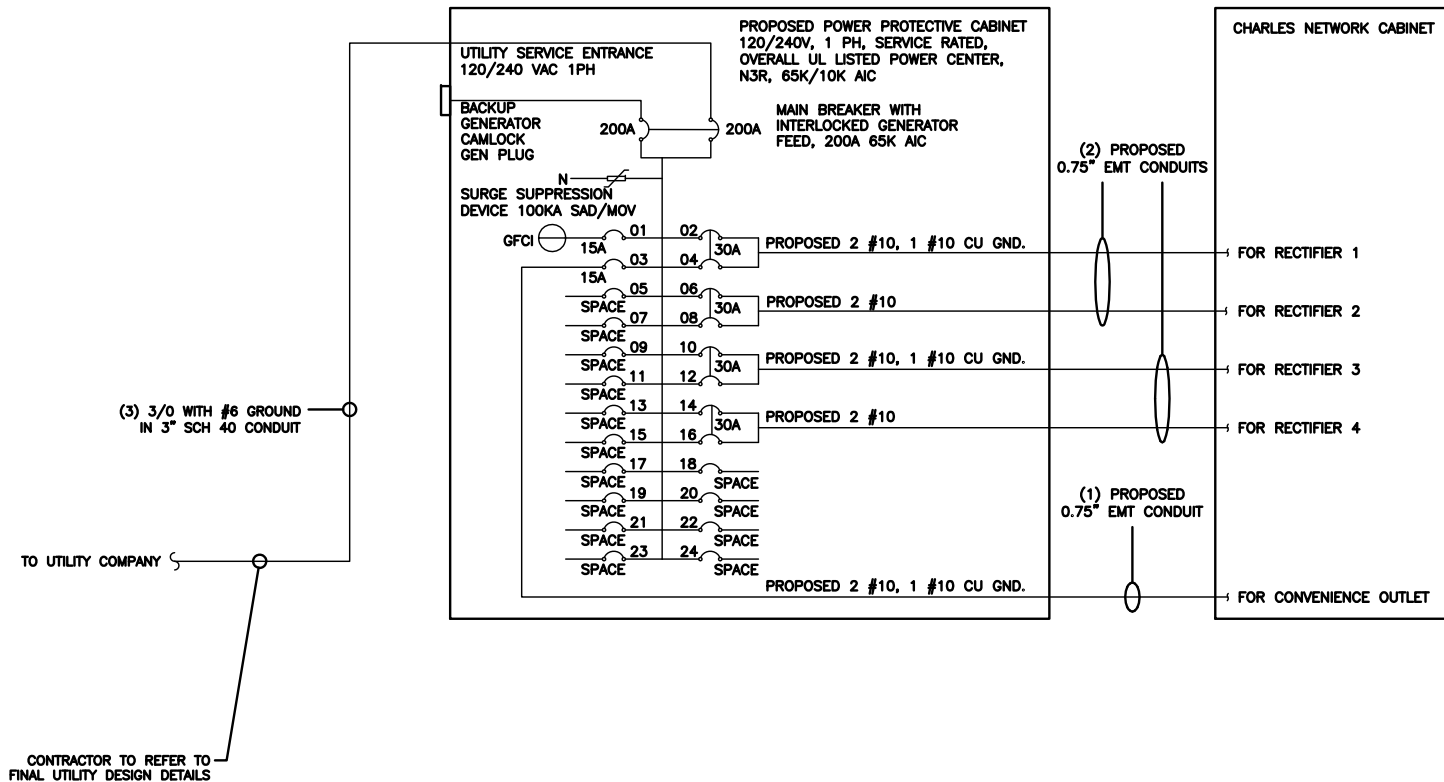 PROPOSED POWER PROTECTIVE CABINET
120/240V, 1 PH, SERVICE RATED,
OVERALL UL LISTED POWER CENTER,
N3R, 65K/10K AIC
CHARLES NETWORK CABINET
UTILITY SERVICE ENTRANCE
120/240 VAC 1PH
BACKUP
GENERATOR
CAMLOCK
GEN PLUG
200A
200A
MAIN BREAKER WITH
INTERLOCKED GENERATOR
FEED, 200A 65K AIC
(2) PROPOSED
0.75" EMT CONDUITS
N
SURGE SUPPRESSION
DEVICE 100KA SAD/MOV
GFCI
15A
01
02
30A
PROPOSED 2 #10, 1 #10 CU GND.
FOR RECTIFIER 1
15A
03
04
SPACE
05
06
30A
PROPOSED 2 #10
FOR RECTIFIER 2
SPACE
07
08
SPACE
09
10
30A
PROPOSED 2 #10, 1 #10 CU GND.
FOR RECTIFIER 3
SPACE
11
12
SPACE
13
14
30A
PROPOSED 2 #10
FOR RECTIFIER 4
SPACE
15
16
SPACE
17
18
SPACE
SPACE
19
20
SPACE
SPACE
21
22
SPACE
SPACE
23
24
SPACE
(3) 3/0 WITH #6 GROUND
IN 3" SCH 40 CONDUIT
(1) PROPOSED
0.75" EMT CONDUIT
TO UTILITY COMPANY
PROPOSED 2 #10, 1 #10 CU GND.
FOR CONVENIENCE OUTLET
CONTRACTOR TO REFER TO
FINAL UTILITY DESIGN DETAILS